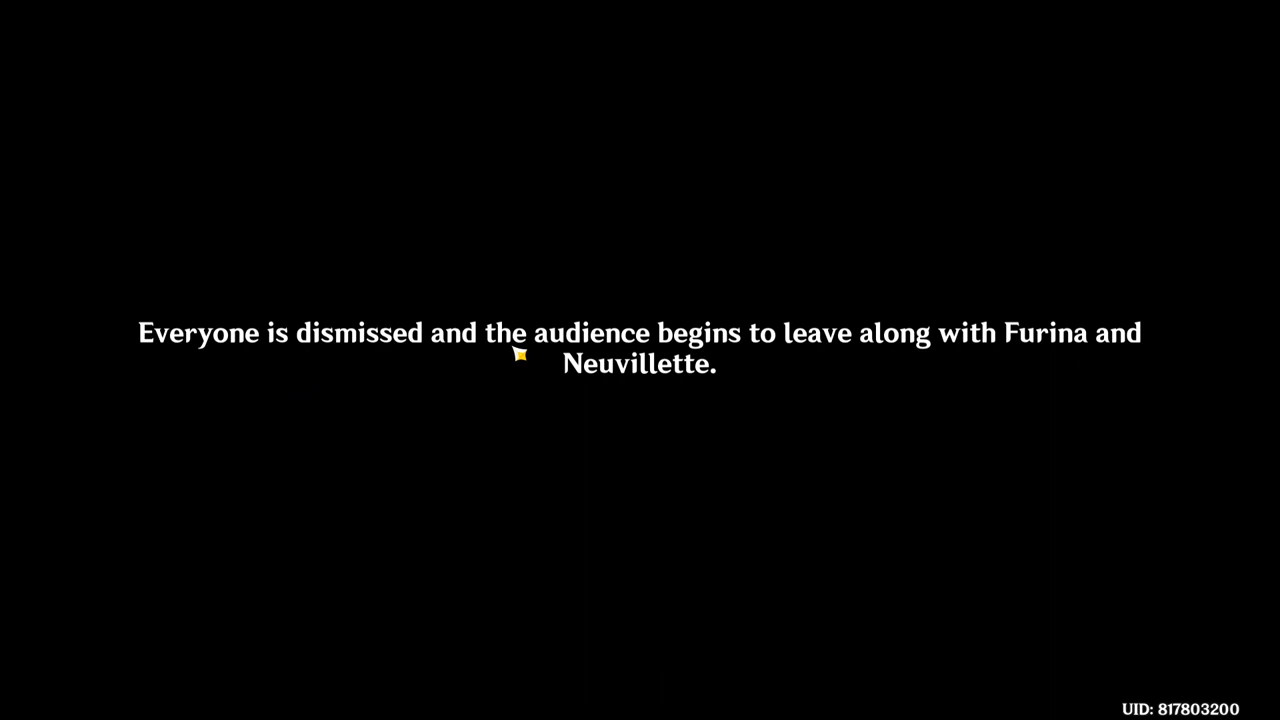 Everyone is dismissed and the audience begins to leave along with Furina and
Neuvillette.
UID: 817803200